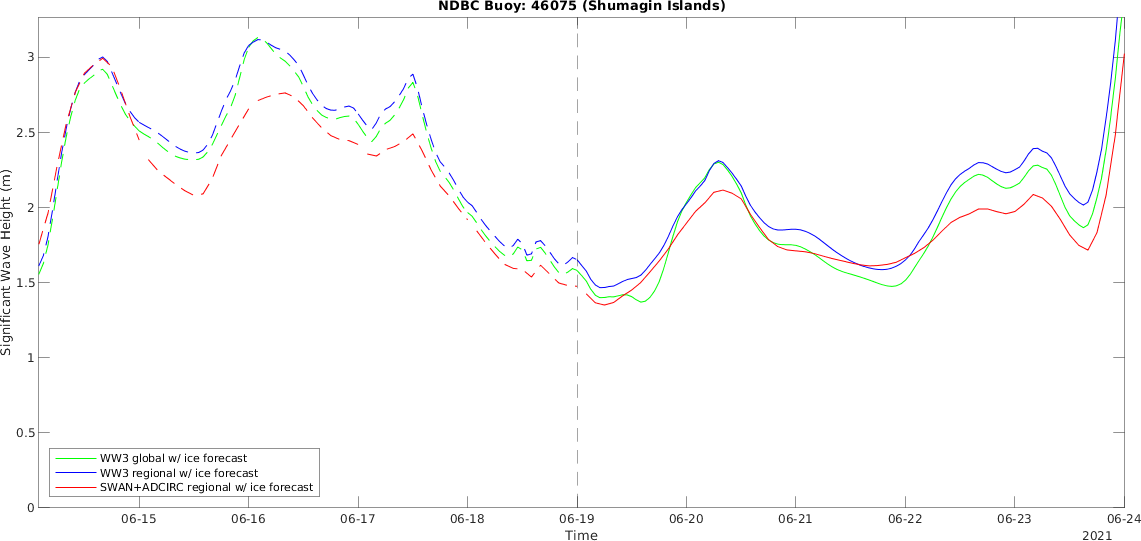 NDBC Buoy: 46075 (Shumagin Islands)
3
2.5
2
1.5
1
0.5
0
Significant Wave Height (m)
WW3 global w/ ice forecast
WW3 regional w/ ice forecast
SWAN+ADCIRC regional w/ ice forecast
06-15 06-16 06-17 06-18 06-19 06-20 06-21 06-22 06-23 06-24
Time
2021